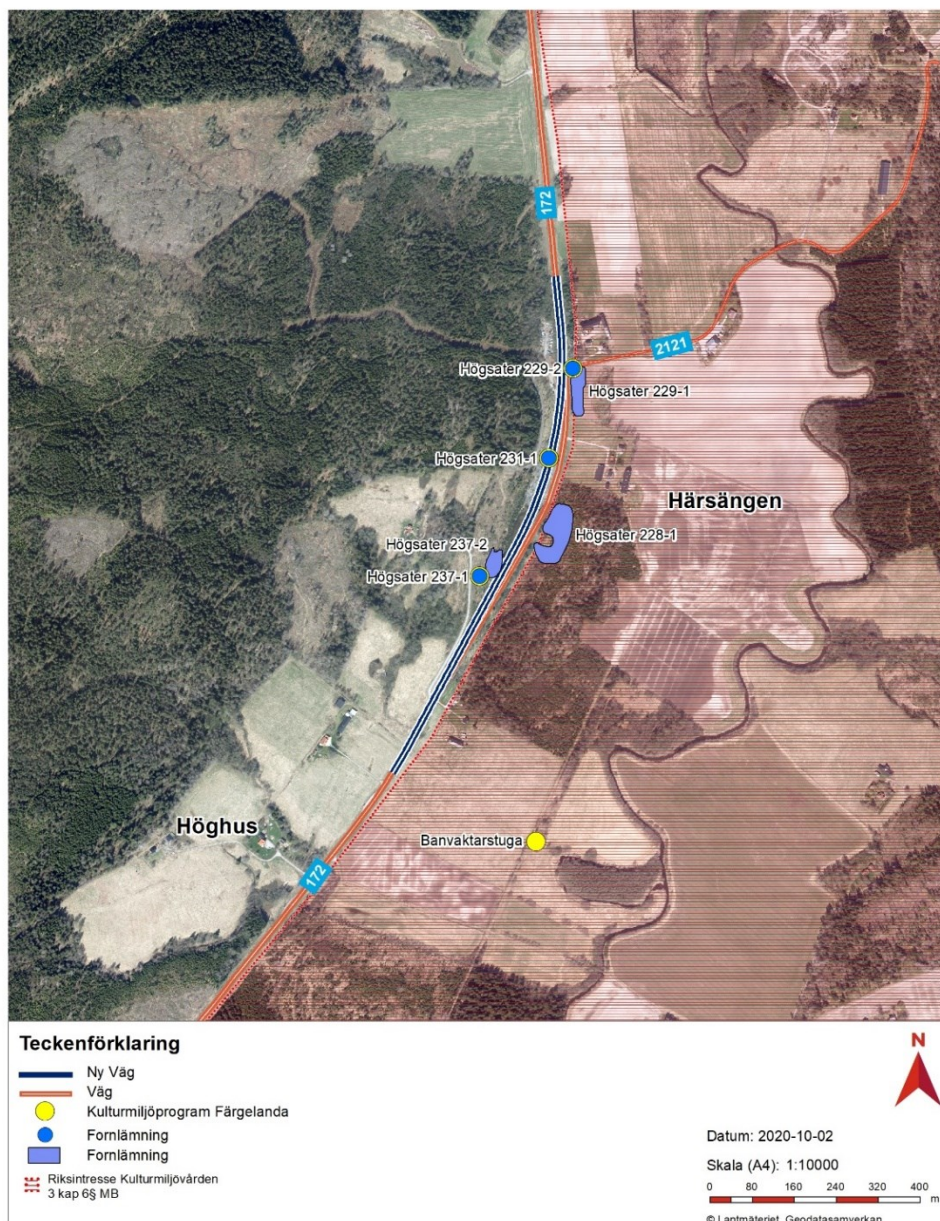 172
2121
Högsater 229-2
Högsater 229-1
Högsater 231-1
Härsängen
Högsater 228-1
Högsater 237-2
Högsater 237-1
Höghus
Banvaktarstuga
172
Teckenförklaring
Ny Väg
Väg
Kulturmiljöprogram Färgelanda
Fornlämning
Fornlämning
Riksintresse Kulturmiljövården
3 kap 6§ MB
N
Datum: 2020-10-02
Skala (A4): 1:10000
0 80 160 240 320 400
m
© Lantmäteriet, Geodatasamverkan